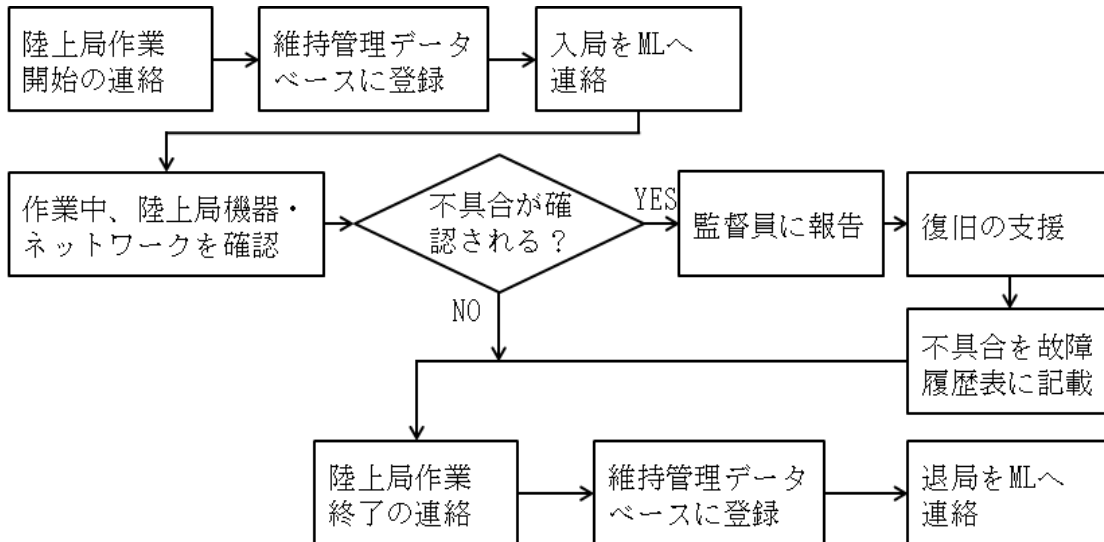 陸上局作業
開始の連絡
維持管理データ
ベースに登録
入局をMLへ
連絡
作業中、陸上局機器・
ネットワークを確認
不具合が確
認される?
YES
監督員に報告
復旧の支援
NO
不具合を故障
履歴表に記載
陸上局作業
終了の連絡
維持管理データ
ベースに登録
退局をMLへ
連絡